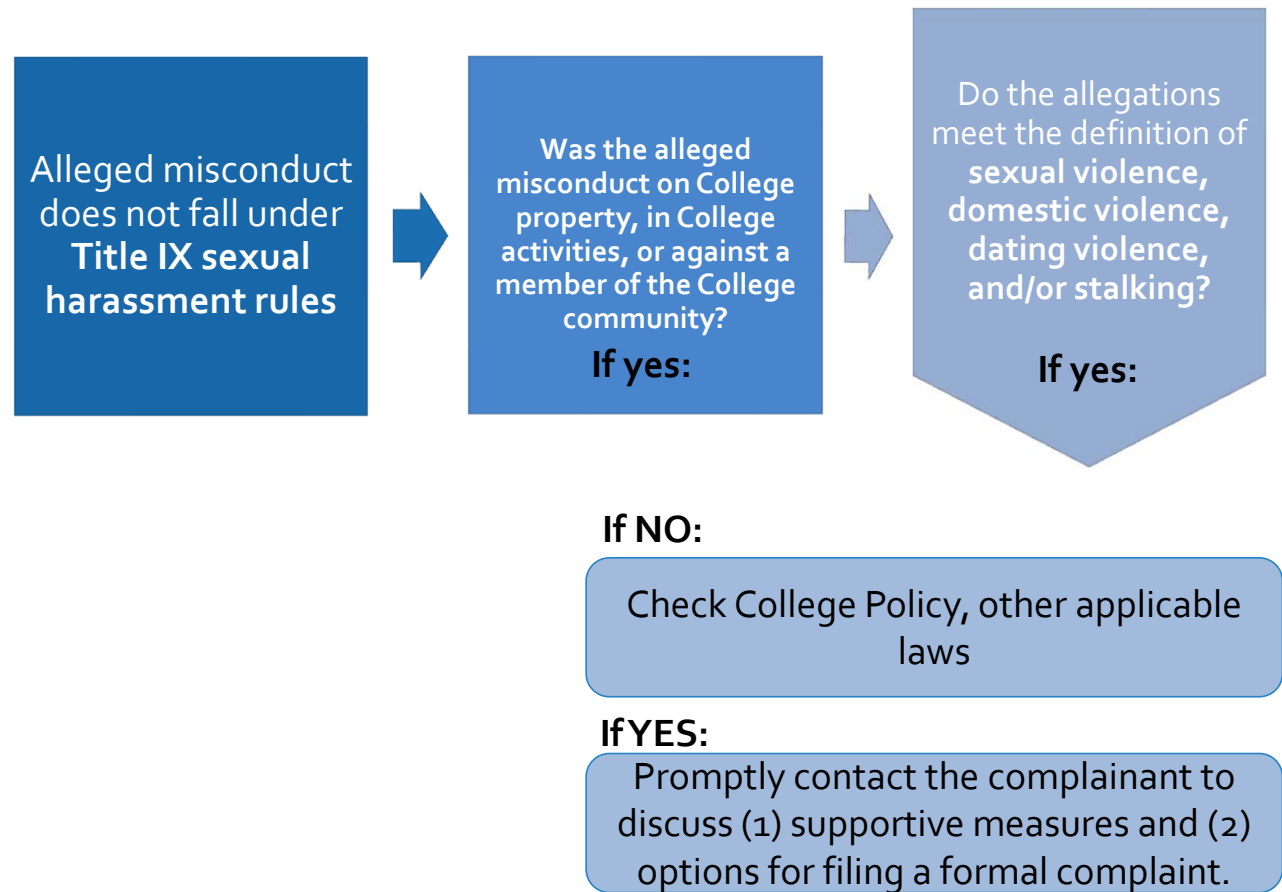 Alleged misconduct
does not fall under
Title IX sexual
harassment rules
Was the alleged
misconduct on College
property, in College
activities, or against a
member of the College
community?
If yes:
Do the allegations
meet the definition of
sexual violence,
domestic violence,
dating violence,
and/or stalking?
If yes:
If NO:
Check College Policy, other applicable
laws
If YES:
Promptly contact the complainant to
discuss (1) supportive measures and (2)
options for filing a formal complaint.